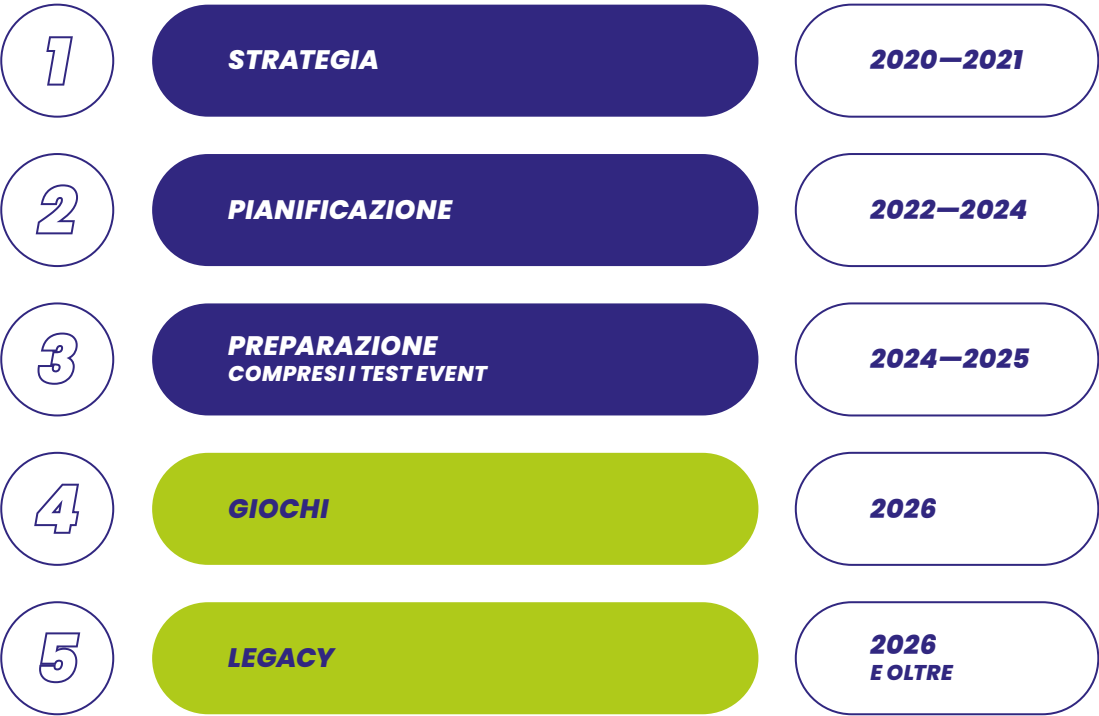 1
STRATEGIA
2020—2021
2
PIANIFICAZIONE
2022—2024
3
PREPARAZIONE
COMPRESI I TEST EVENT
2024—2025
4
GIOCHI
2026
5
LEGACY
2026
E OLTRE